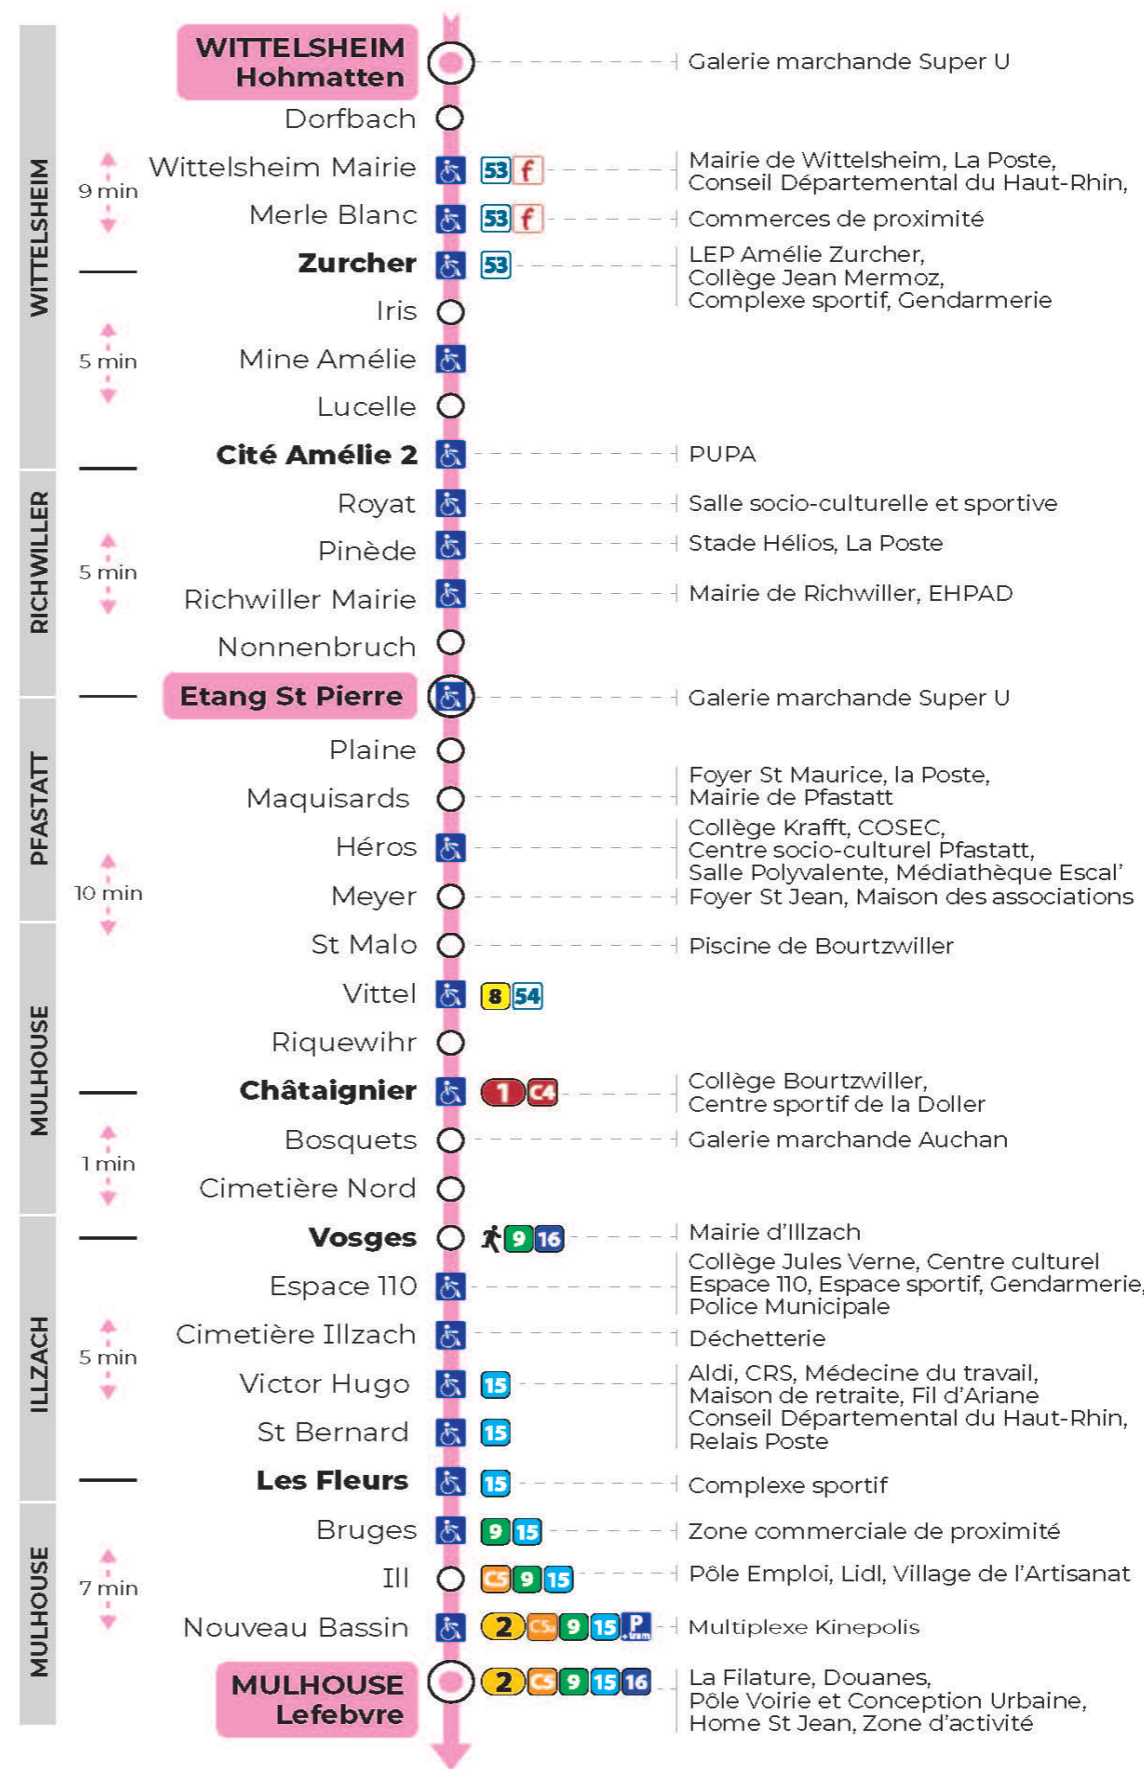 WITTELSHEIM
Hohmatten
Galerie marchande Super U
Dorfbach
WITTELSHEIM
9 min
Wittelsheim Mairie
53 f
Mairie de Wittelsheim, La Poste,
Conseil Départemental du Haut-Rhin,
Merle Blanc
53 f
Commerces de proximité
Zurcher
53
LEP Amélie Zurcher,
Collège Jean Mermoz,
Complexe sportif, Gendarmerie
Iris
5 min
Mine Amélie
Lucelle
Cité Amélie 2
PUPA
RICHWILLER
Royat
Salle socio-culturelle et sportive
5 min
Pinède
Stade Hélios, La Poste
Richwiller Mairie
Mairie de Richwiller, EHPAD
Nonnenbruch
Etang St Pierre
Galerie marchande Super U
PFASTATT
Plaine
Maquisards
Foyer St Maurice, la Poste,
Mairie de Pfastatt
Héros
Collège Krafft, COSEC,
Centre socio-culturel Pfastatt,
Salle Polyvalente, Médiathèque Escal'
10 min
Meyer
Foyer St Jean, Maison des associations
MULHOUSE
St Malo
Piscine de Bourtzwiller
Vittel
8 54
Riquewihr
Châtaignier
1 C4
Collège Bourtzwiller,
Centre sportif de la Doller
1 min
Bosquets
Galerie marchande Auchan
Cimetière Nord
ILLZACH
Vosges
9 16
Mairie d'Illzach
Espace 110
Collège Jules Verne, Centre culturel
Espace 110, Espace sportif, Gendarmerie,
Police Municipale
5 min
Cimetière Illzach
Déchetterie
Victor Hugo
15
Aldi, CRS, Médecine du travail,
Maison de retraite, Fil d'Ariane
St Bernard
15
Conseil Départemental du Haut-Rhin,
Relais Poste
Les Fleurs
15
Complexe sportif
MULHOUSE
Bruges
9 15
Zone commerciale de proximité
7 min
Ill
C5 9 15
Pôle Emploi, Lidl, Village de l'Artisanat
Nouveau Bassin
2 C5 9 15 P
+tram
Multiplexe Kinepolis
MULHOUSE
Lefebvre
2 C5 9 15 16
La Filature, Douanes,
Pôle Voirie et Conception Urbaine,
Home St Jean, Zone d'activité